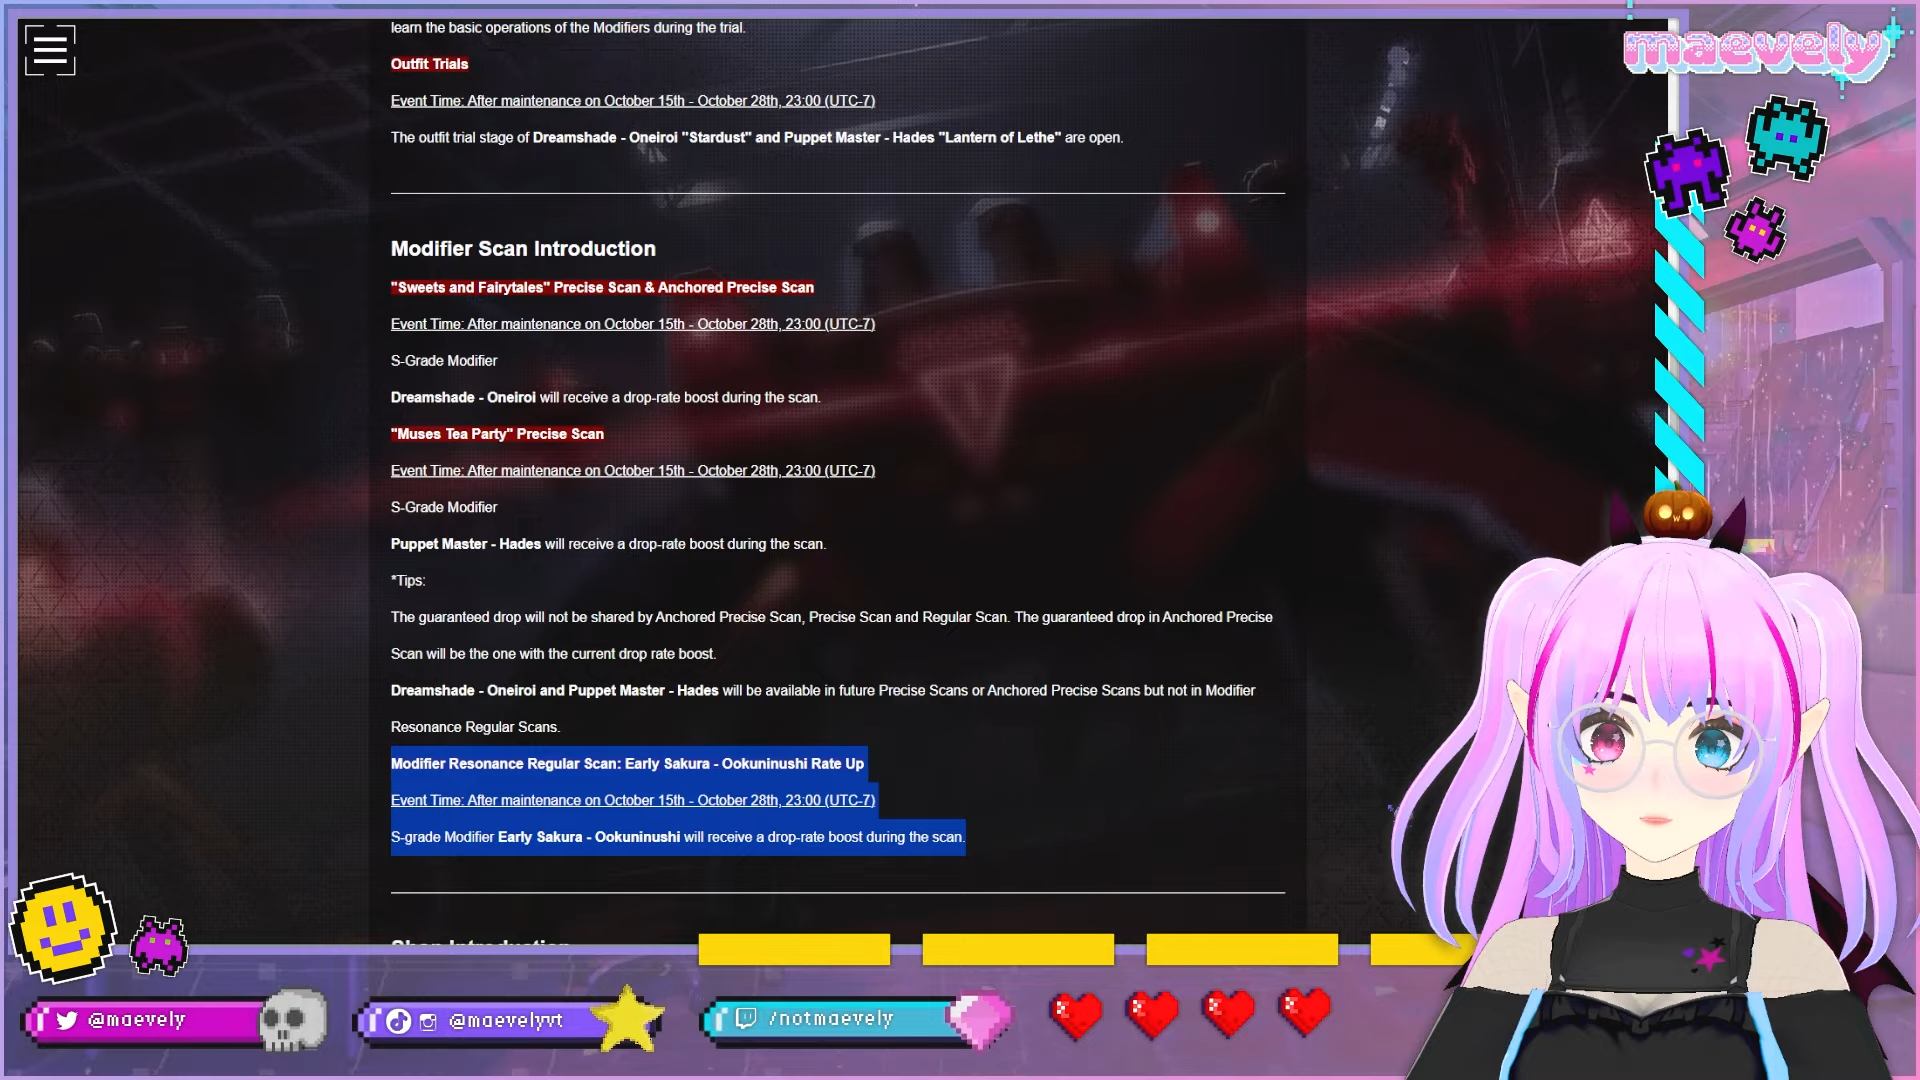 learn the basic operations of the Modifiers during the trial.
Outfit Trials
Event Time: After maintenance on October 15th - October 28th, 23:00 (UTC-7)
The outfit trial stage of Dreamshade - Oneiroi "Stardust" and Puppet Master - Hades "Lantern of Lethe" are open.
Modifier Scan Introduction
"Sweets and Fairytales" Precise Scan & Anchored Precise Scan
Event Time: After maintenance on October 15th - October 28th, 23:00 (UTC-7)
S-Grade Modifier
Dreamshade - Oneiroi will receive a drop-rate boost during the scan.
"Muses Tea Party" Precise Scan
Event Time: After maintenance on October 15th - October 28th, 23:00 (UTC-7)
S-Grade Modifier
Puppet Master - Hades will receive a drop-rate boost during the scan.
*Tips:
The guaranteed drop will not be shared by Anchored Precise Scan, Precise Scan and Regular Scan. The guaranteed drop in Anchored Precise
Scan will be the one with the current drop rate boost.
Dreamshade - Oneiroi and Puppet Master - Hades will be available in future Precise Scans or Anchored Precise Scans but not in Modifier
Resonance Regular Scans.
Modifier Resonance Regular Scan: Early Sakura - Ookuninushi Rate Up
Event Time: After maintenance on October 15th - October 28th, 23:00 (UTC-7)
S-grade Modifier Early Sakura - Ookuninushi will receive a drop-rate boost during the scan.
Shop Introduction
maevely
@maevely
@maevelyvt
/notmaevely